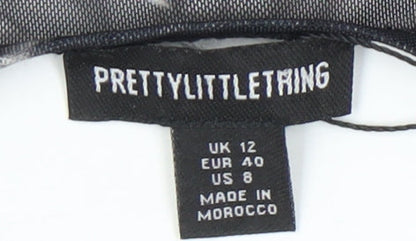 PRETTYLITTLETHING
UK 12
EUR 40
US 8
MADE IN
MOROCCO